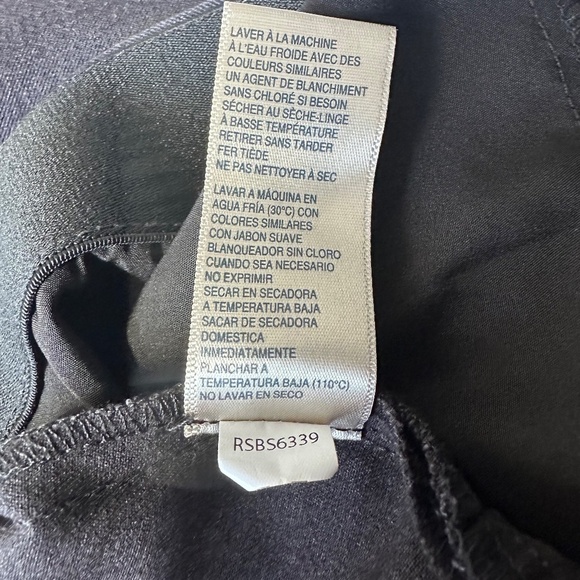 LAVER À LA MACHINE
À L'EAU FROIDE AVEC DES
COULEURS SIMILAIRES
UN AGENT DE BLANCHIMENT
SANS CHLORÉ SI BESOIN
SÉCHER AU SÈCHE-LINGE
À BASSE TEMPÉRATURE
RETIRER SANS TARDER
FER TIÈDE
NE PAS NETTOYER À SEC
LAVAR A MÁQUINA EN
AGUA FRÍA (30°C) CON
COLORES SIMILARES
CON JABON SUAVE
BLANQUEADOR SIN CLORO
CUANDO SEA NECESARIO
NO EXPRIMIR
SECAR EN SECADORA
A TEMPERATURA BAJA
SACAR DE SECADORA
DOMESTICA
INMEDIATAMENTE
PLANCHAR A
TEMPERATURA BAJA (110°C)
NO LAVAR EN SECO
RSBS6339